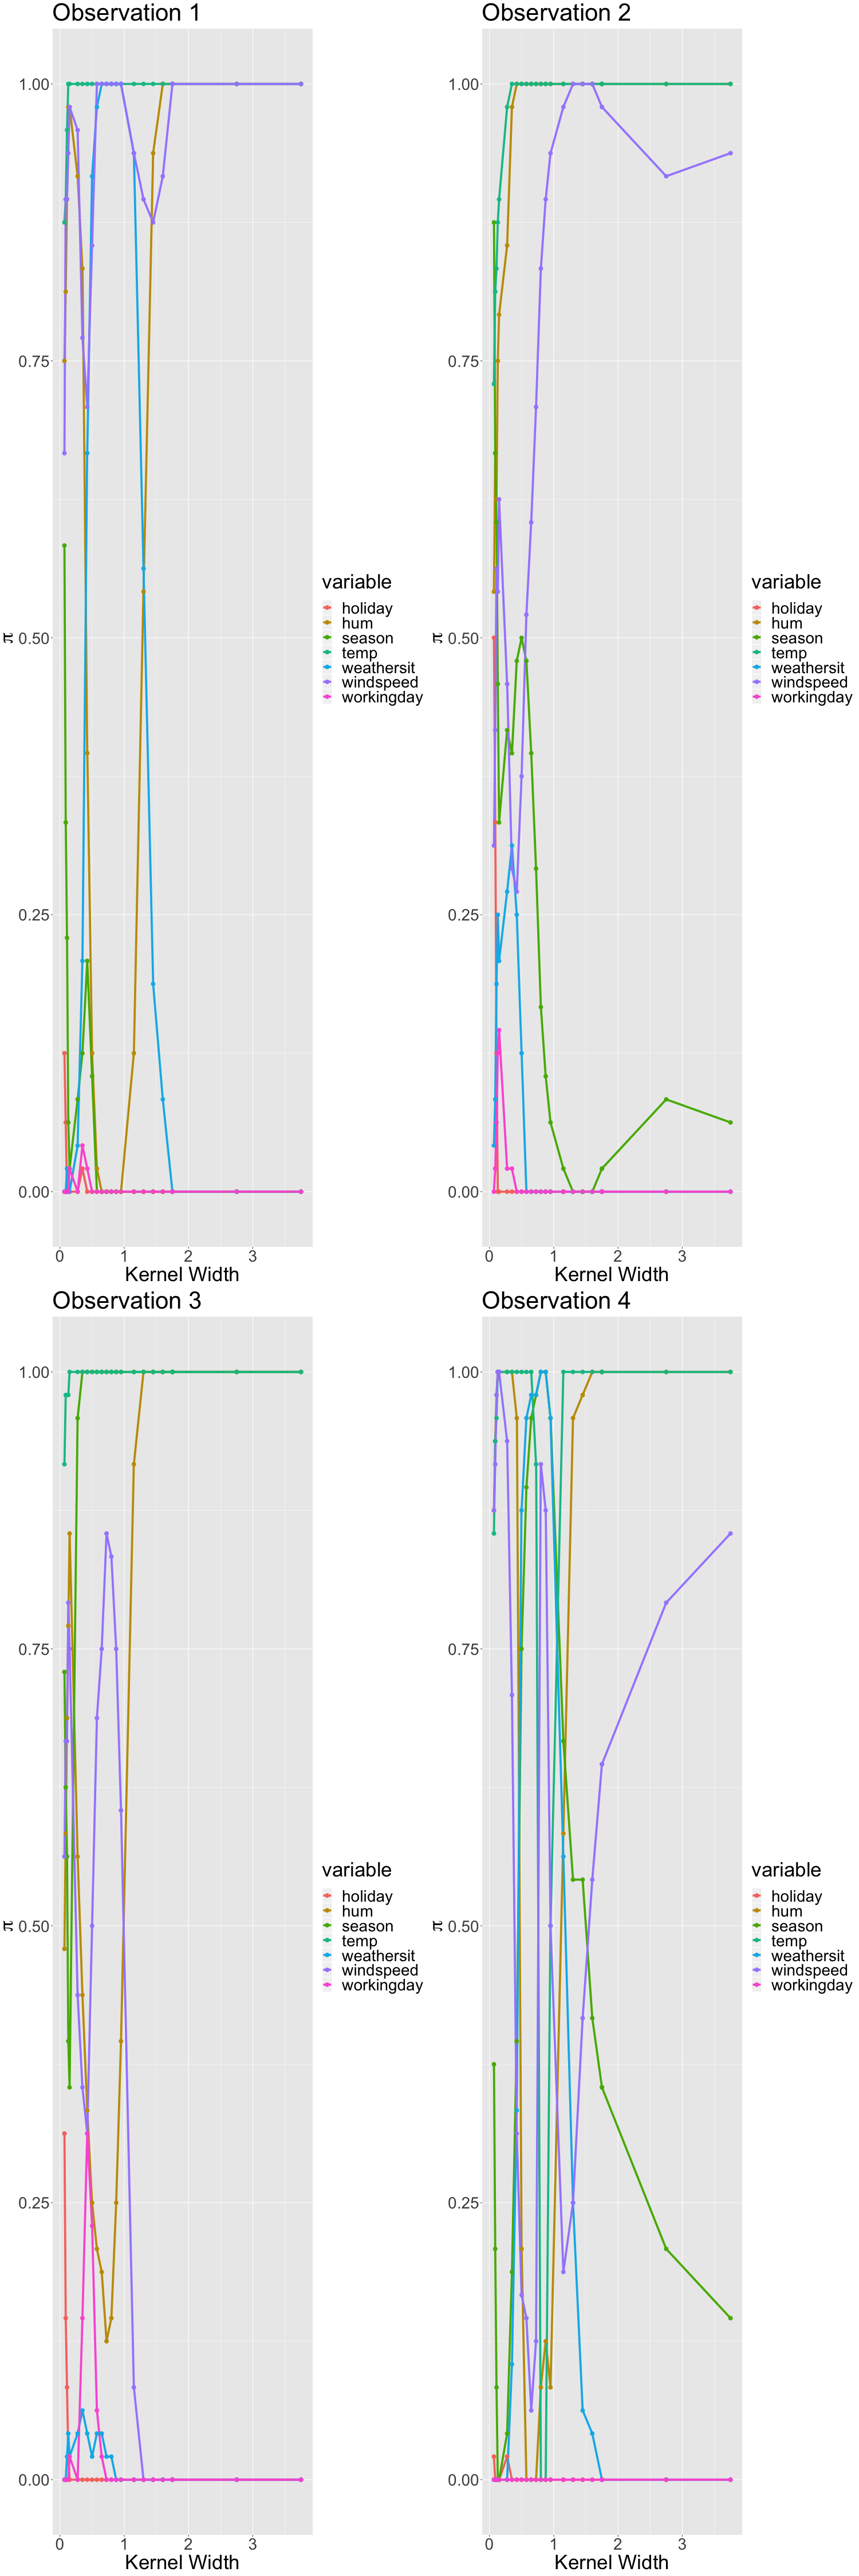 Observation 1
1.00
0.75
0.50
0.25
0.00
π
0
1
2
3
Kernel Width
variable
holiday
hum
season
temp
weathersit
windspeed
workingday
Observation 2
1.00
0.75
0.50
0.25
0.00
π
0
1
2
3
Kernel Width
variable
holiday
hum
season
temp
weathersit
windspeed
workingday
Observation 3
1.00
0.75
0.50
0.25
0.00
π
0
1
2
3
Kernel Width
variable
holiday
hum
season
temp
weathersit
windspeed
workingday
Observation 4
1.00
0.75
0.50
0.25
0.00
π
0
1
2
3
Kernel Width
variable
holiday
hum
season
temp
weathersit
windspeed
workingday